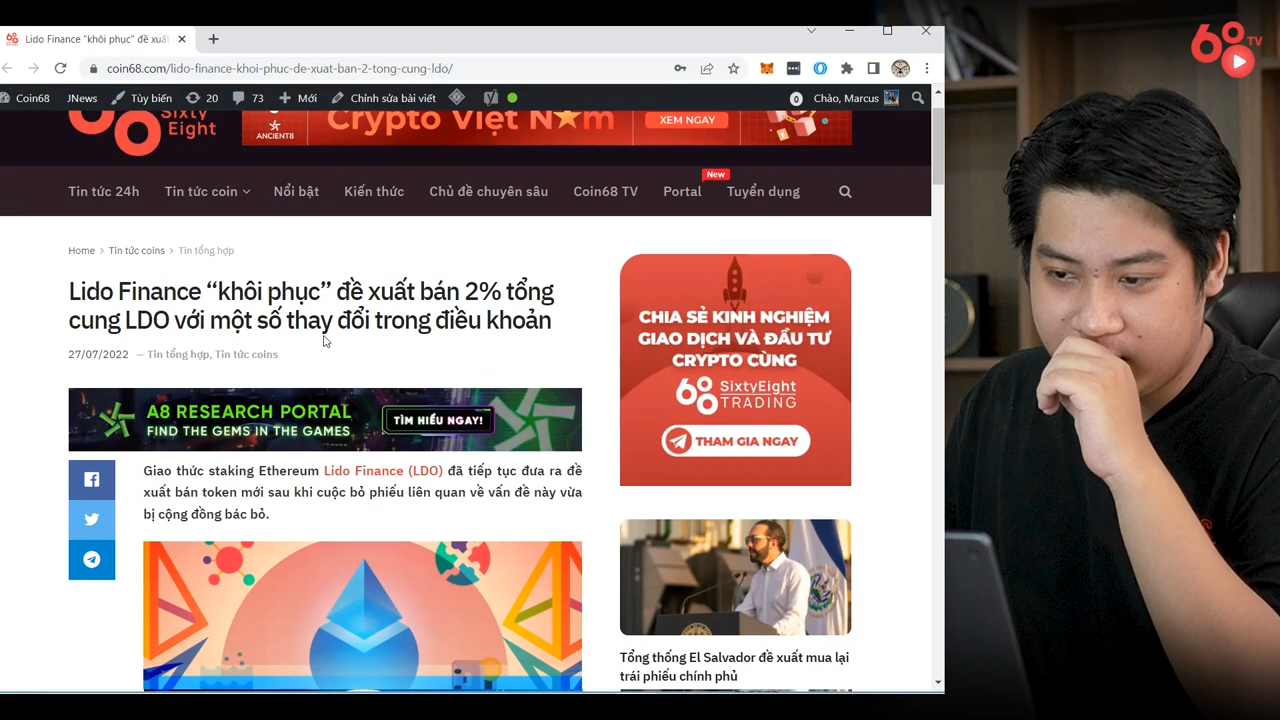 Lido Finance “khôi phục” đề xuấ
coin68.com/lido-finance-khoi-phuc-de-xuat-ban-2-tong-cung-ldo/
Coin68
JNews
Tùy biến
20
73
Mới
Chỉnh sửa bài viết
0
Chào, Marcus
Sixty
Eight
ANCIENT8
Crypto Việt Nam
XEM NGAY
Tin tức 24h
Tin tức coin
Nổi bật
Kiến thức
Chủ đề chuyên sâu
Coin68 TV
Portal
New
Tuyển dụng
Home > Tin tức coins > Tin tổng hợp
Lido Finance “khôi phục” đề xuất bán 2% tổng
cung LDO với một số thay đổi trong điều khoản
27/07/2022 — Tin tổng hợp, Tin tức coins
A8 RESEARCH PORTAL
FIND THE GEMS IN THE GAMES
TÌM HIỂU NGAY!
Giao thức staking Ethereum Lido Finance (LDO) đã tiếp tục đưa ra đề
xuất bán token mới sau khi cuộc bỏ phiếu liên quan về vấn đề này vừa
bị cộng đồng bác bỏ.
CHIA SẺ KINH NGHIỆM
GIAO DỊCH VÀ ĐẦU TƯ
CRYPTO CÙNG
68 SixtyEight
TRADING
THAM GIA NGAY
Tổng thống El Salvador đề xuất mua lại
trái phiếu chính phủ
68 TV